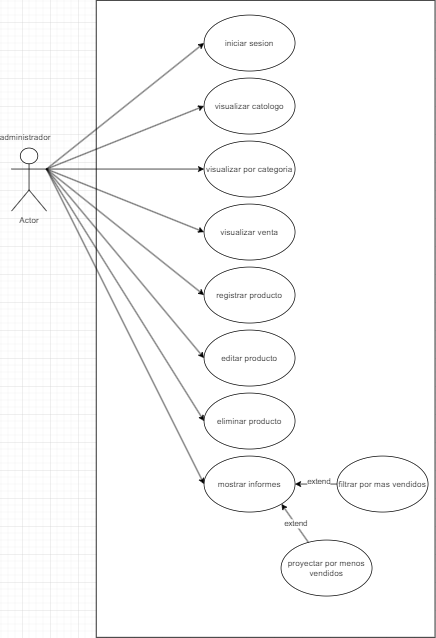 iniciar sesion
visualizar catologo
administrador
visualizar por categoria
Actor
visualizar venta
registrar producto
editar producto
eliminar producto
mostrar informes
extend
filtrar por mas vendidos
extend
proyectar por menos
vendidos